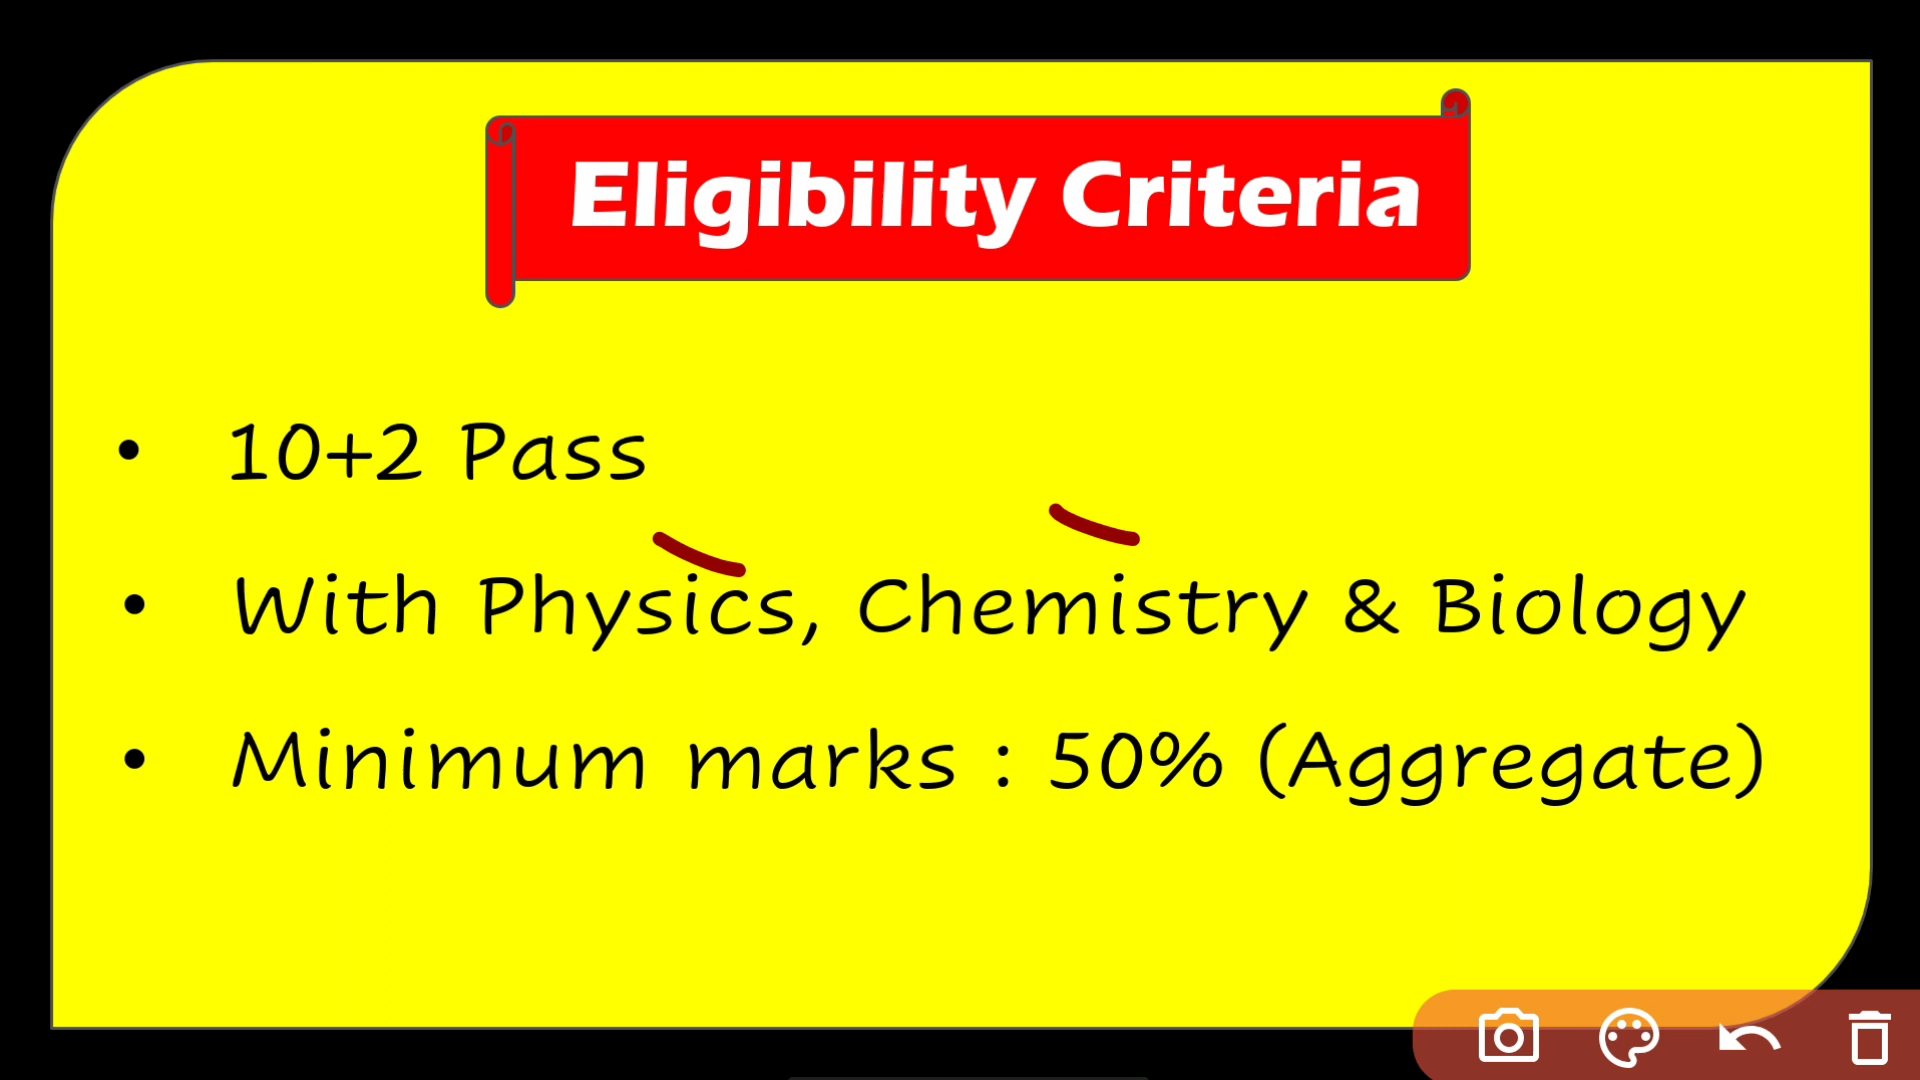 Eligibility Criteria
• 10+2 Pass
• With Physics, Chemistry & Biology
• Minimum marks : 50% (Aggregate)